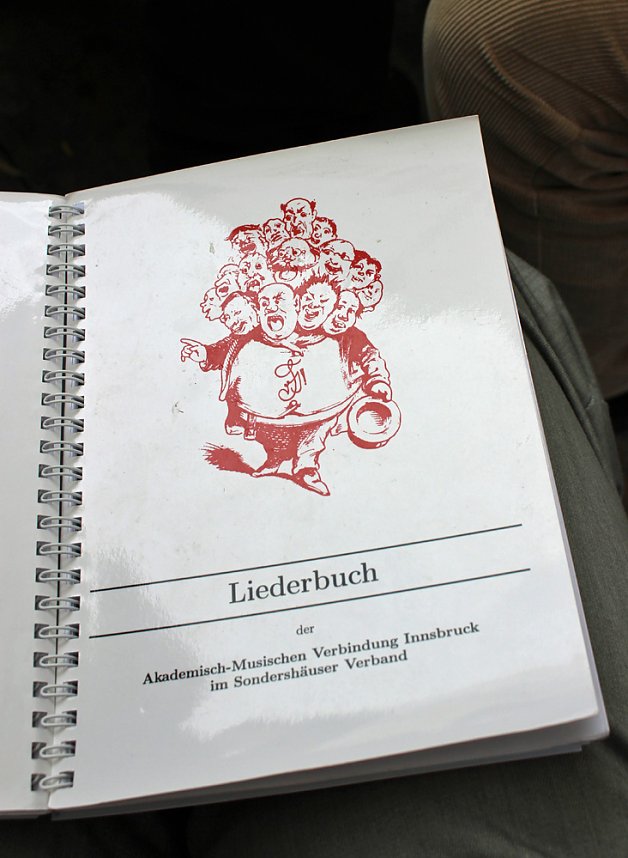 Liederbuch
der
Akademisch-Musischen Verbindung Innsbruck
im Sondershäuser Verband